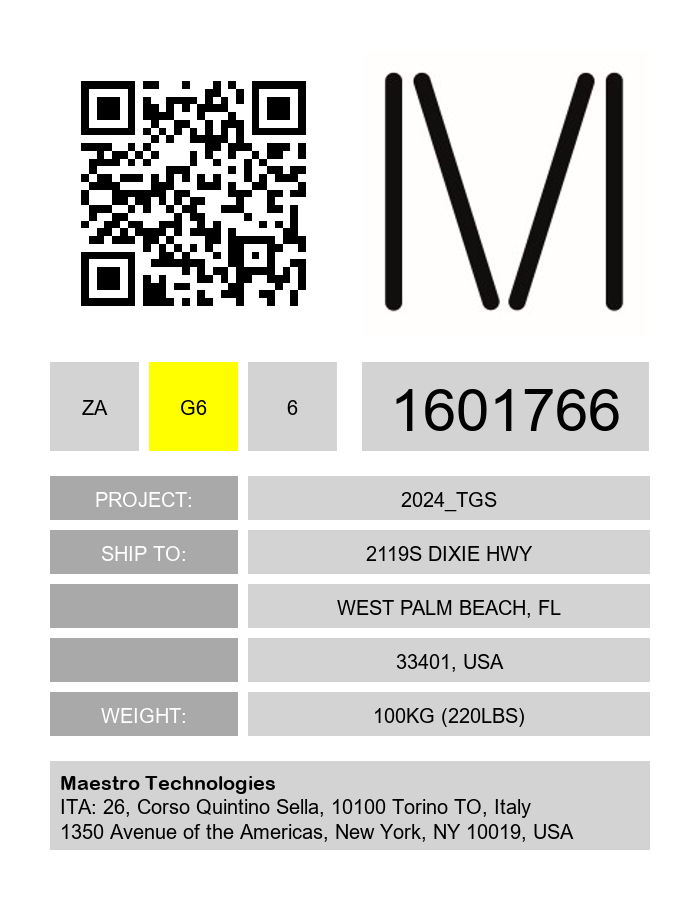 M
ZA G6 6 1601766
PROJECT: 2024_TGS
SHIP TO: 2119S DIXIE HWY
WEST PALM BEACH, FL
33401, USA
WEIGHT: 100KG (220LBS)
Maestro Technologies
ITA: 26, Corso Quintino Sella, 10100 Torino TO, Italy
1350 Avenue of the Americas, New York, NY 10019, USA